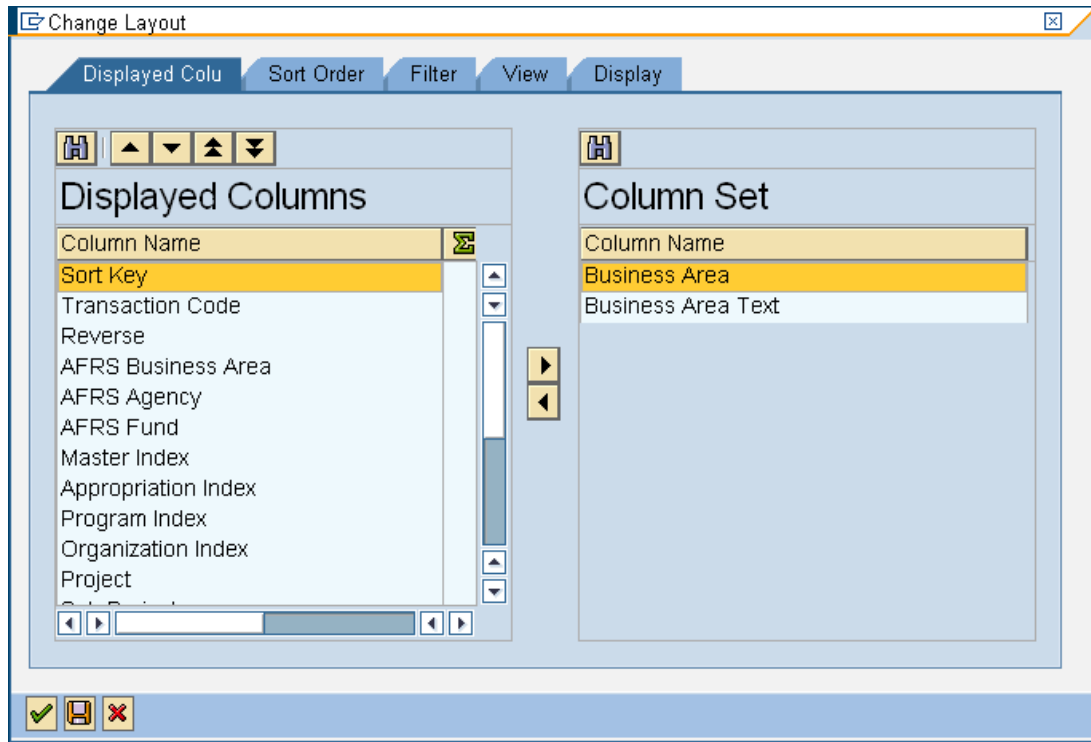 Change Layout
Displayed Colu Sort Order Filter View Display
Displayed Columns
Column Name
Sort Key
Transaction Code
Reverse
AFRS Business Area
AFRS Agency
AFRS Fund
Master Index
Appropriation Index
Program Index
Organization Index
Project
Column Set
Column Name
Business Area
Business Area Text